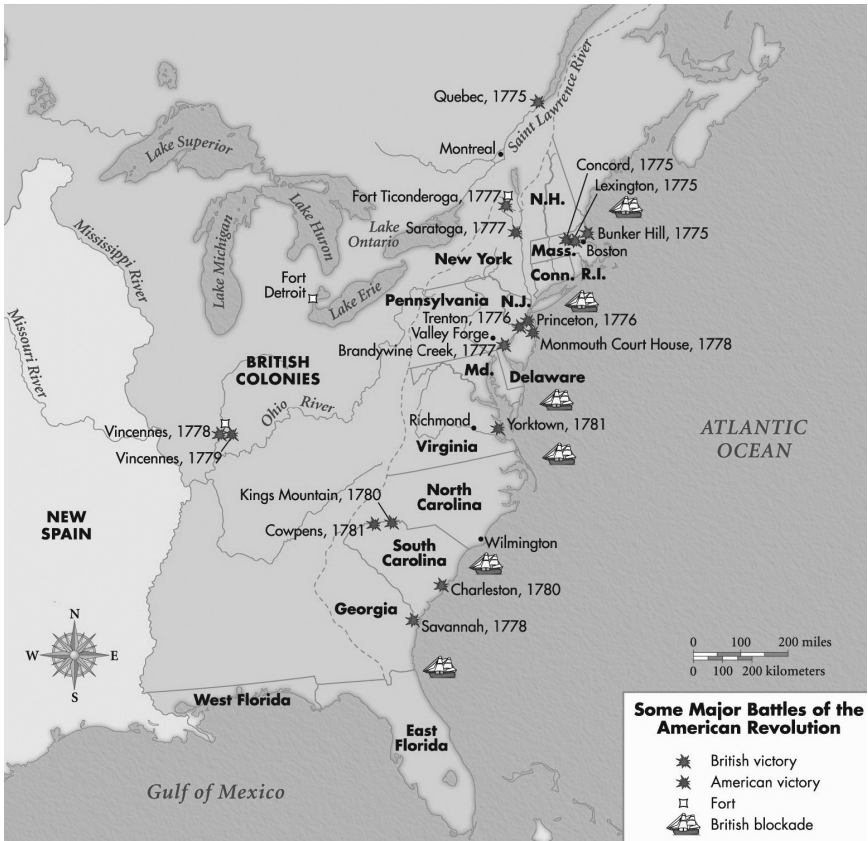 Quebec, 1775
Saint Lawrence River
Lake Superior
Montreal
Concord, 1775
Lexington, 1775
Fort Ticonderoga, 1777
N.H.
Lake Michigan
Lake Huron
Lake
Ontario
Saratoga, 1777
Bunker Hill, 1775
Mass.
Boston
New York
Conn.
R.I.
Mississippi River
Fort
Detroit
Lake Erie
Pennsylvania
N.J.
Trenton, 1776
Princeton, 1776
Valley Forge
Monmouth Court House, 1778
Brandywine Creek, 1777
Missouri River
BRITISH
COLONIES
Md.
Delaware
Ohio River
Richmond
Yorktown, 1781
ATLANTIC
OCEAN
Vincennes, 1778
Vincennes, 1779
Virginia
Kings Mountain, 1780
North
Carolina
NEW
SPAIN
Cowpens, 1781
South
Carolina
Wilmington
Charleston, 1780
Georgia
Savannah, 1778
N
W
E
S
0 100 200 miles
0 100 200 kilometers
West Florida
East
Florida
Gulf of Mexico
Some Major Battles of the
American Revolution
British victory
American victory
Fort
British blockade